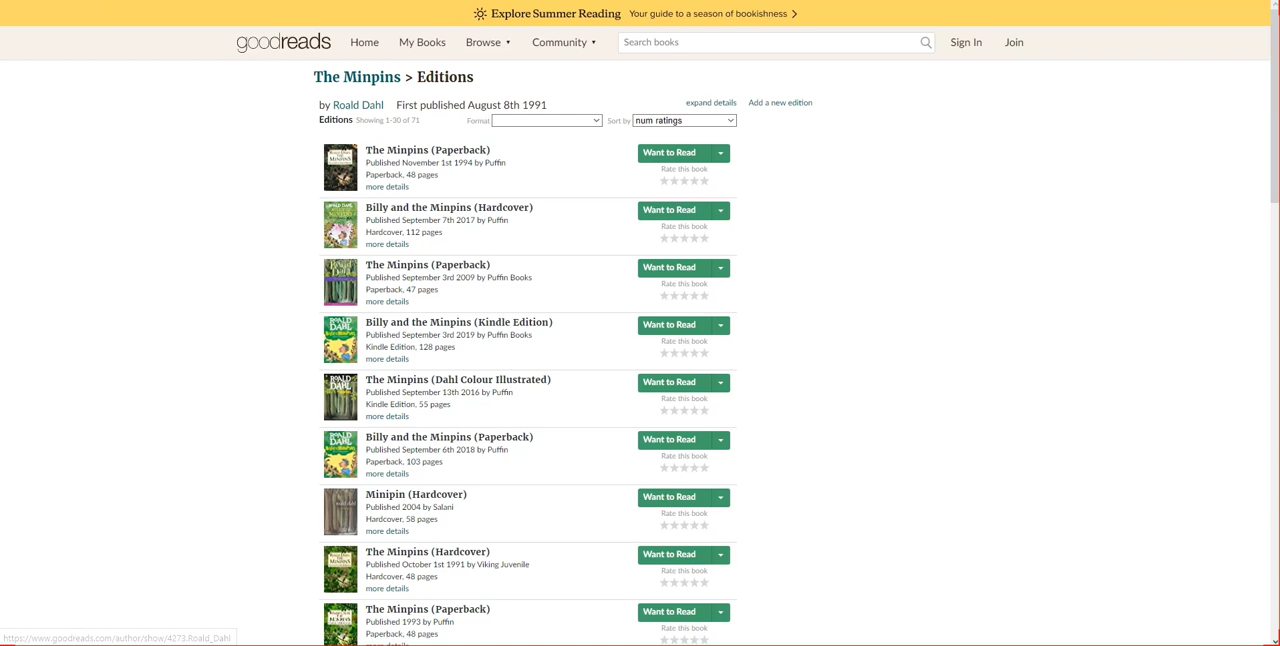 Explore Summer Reading Your guide to a season of bookishness
goodreads Home My Books Browse ▾ Community ▾ Search books Sign In Join
The Minpins > Editions
by Roald Dahl First published August 8th 1991 expand details Add a new edition
Editions Showing 1-30 of 71 Format Sort by num ratings
The Minpins (Paperback) Want to Read
Published November 1st 1994 by Puffin Rate this book
Paperback, 48 pages
more details
Billy and the Minpins (Hardcover) Want to Read
Published September 7th 2017 by Puffin Rate this book
Hardcover, 112 pages
more details
The Minpins (Paperback) Want to Read
Published September 3rd 2009 by Puffin Books Rate this book
Paperback, 47 pages
more details
Billy and the Minpins (Kindle Edition) Want to Read
Published September 3rd 2019 by Puffin Books Rate this book
Kindle Edition, 128 pages
more details
The Minpins (Dahl Colour Illustrated) Want to Read
Published September 13th 2016 by Puffin Rate this book
Kindle Edition, 55 pages
more details
Billy and the Minpins (Paperback) Want to Read
Published September 6th 2018 by Puffin Rate this book
Paperback, 103 pages
more details
Minipin (Hardcover) Want to Read
Published 2004 by Salani Rate this book
Hardcover, 58 pages
more details
The Minpins (Hardcover) Want to Read
Published October 1st 1991 by Viking Juvenile Rate this book
Hardcover, 48 pages
more details
The Minpins (Paperback) Want to Read
Published 1993 by Puffin Rate this book
Paperback, 48 pages
https://www.goodreads.com/author/show/4273.Roald_Dahl